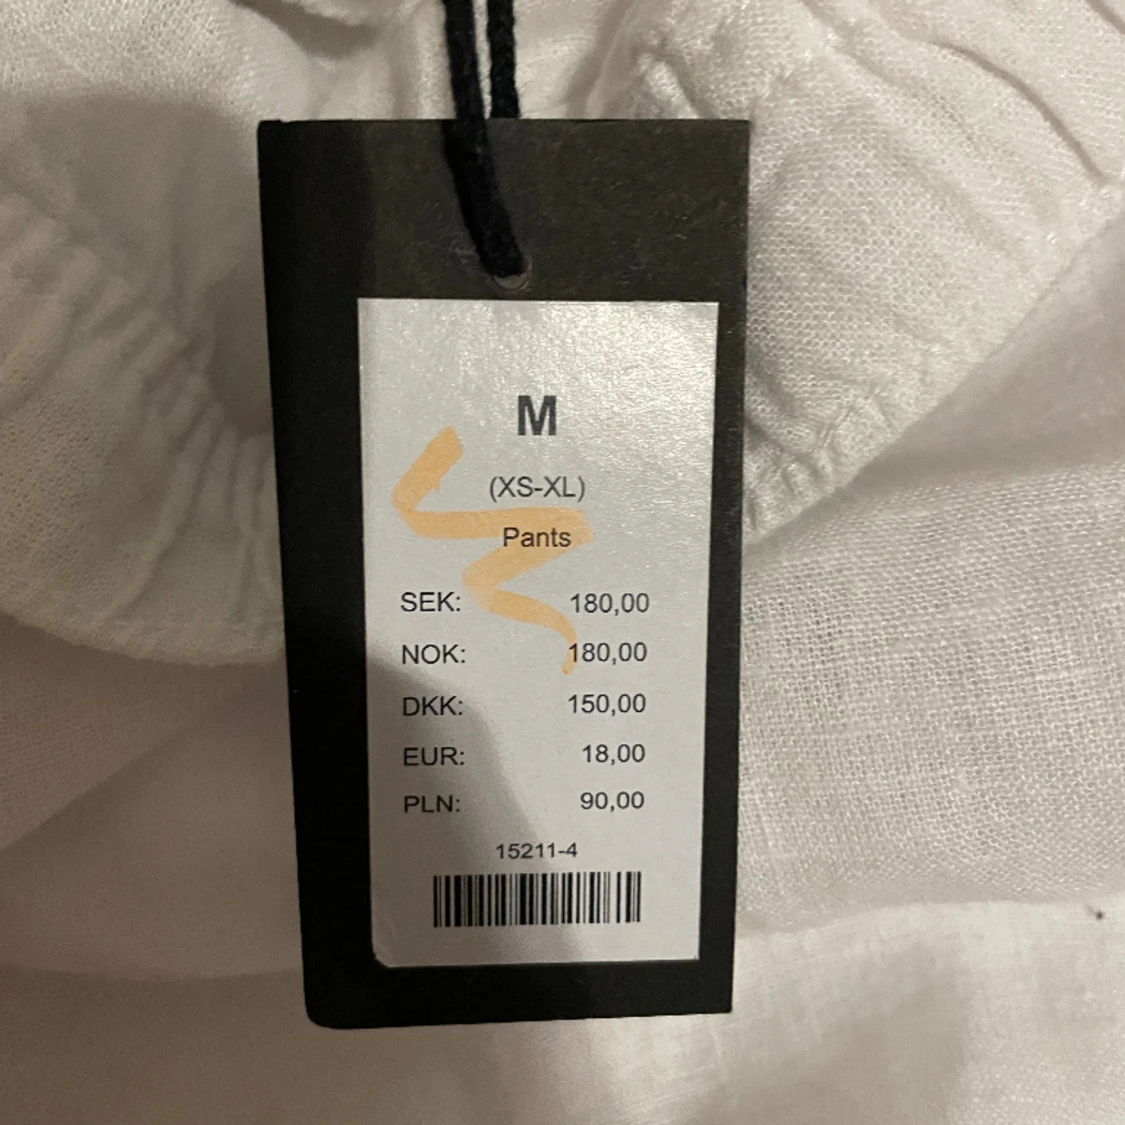 M
(XS-XL)
Pants
SEK: 180,00
NOK: 180,00
DKK: 150,00
EUR: 18,00
PLN: 90,00
15211-4